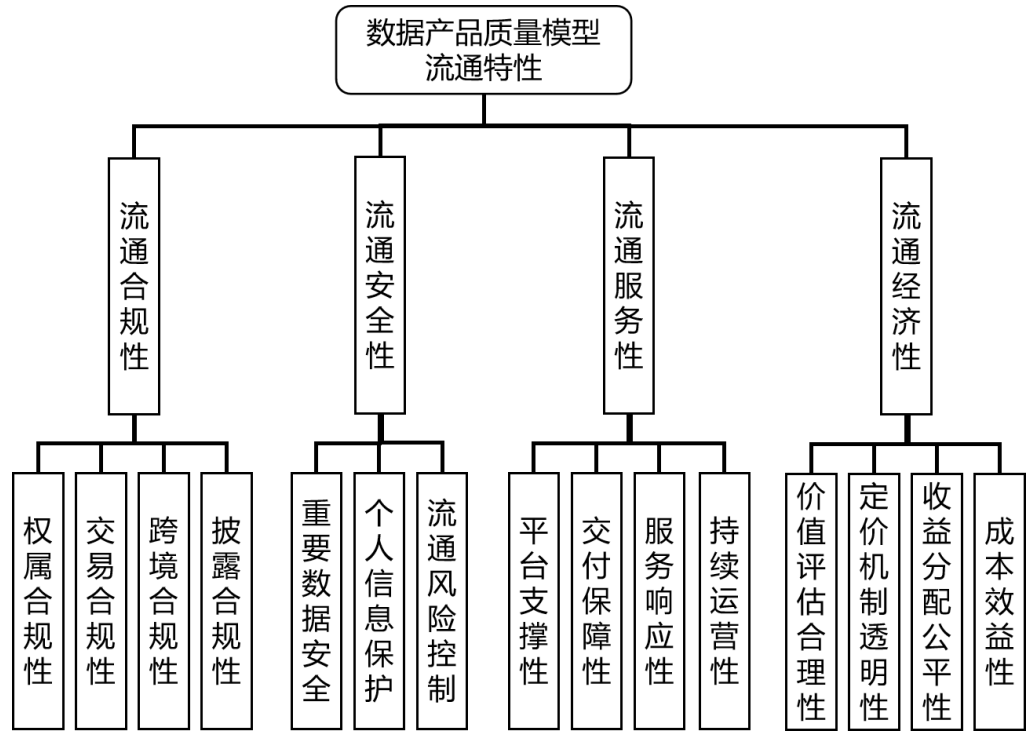 数据产品质量模型
流通特性
流通合规性
流通安全性
流通服务性
流通经济性
权属合规性
交易合规性
跨境合规性
披露合规性
重要数据安全
个人信息保护
流通风险控制
平台支撑性
交付保障性
服务响应性
持续运营性
价值评估合理性
定价机制透明性
收益分配公平性
成本效益性